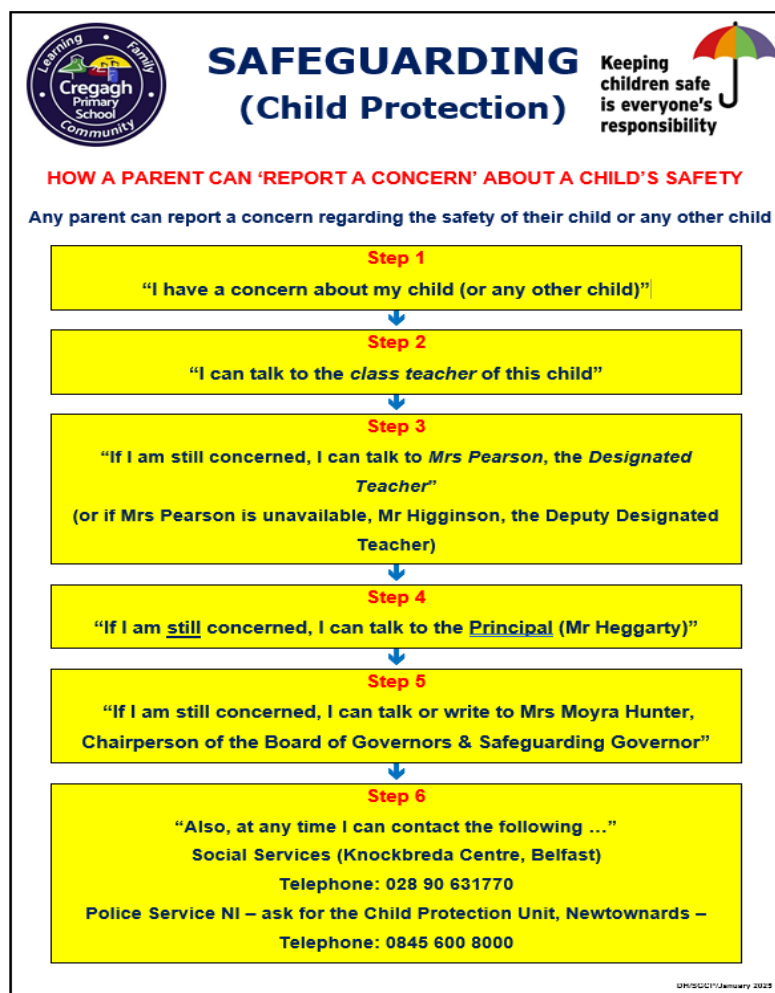 Learning • Family
Cregagh
Primary
School
Community
SAFEGUARDING
(Child Protection)
Keeping
children safe
is everyone's
responsibility
HOW A PARENT CAN ‘REPORT A CONCERN’ ABOUT A CHILD’S SAFETY
Any parent can report a concern regarding the safety of their child or any other child
Step 1
“I have a concern about my child (or any other child)”
Step 2
“I can talk to the class teacher of this child”
Step 3
“If I am still concerned, I can talk to Mrs Pearson, the Designated
Teacher”
(or if Mrs Pearson is unavailable, Mr Higginson, the Deputy Designated
Teacher)
Step 4
“If I am still concerned, I can talk to the Principal (Mr Heggarty)”
Step 5
“If I am still concerned, I can talk or write to Mrs Moyra Hunter,
Chairperson of the Board of Governors & Safeguarding Governor”
Step 6
“Also, at any time I can contact the following …”
Social Services (Knockbreda Centre, Belfast)
Telephone: 028 90 631770
Police Service NI – ask for the Child Protection Unit, Newtownards –
Telephone: 0845 600 8000
January 2023